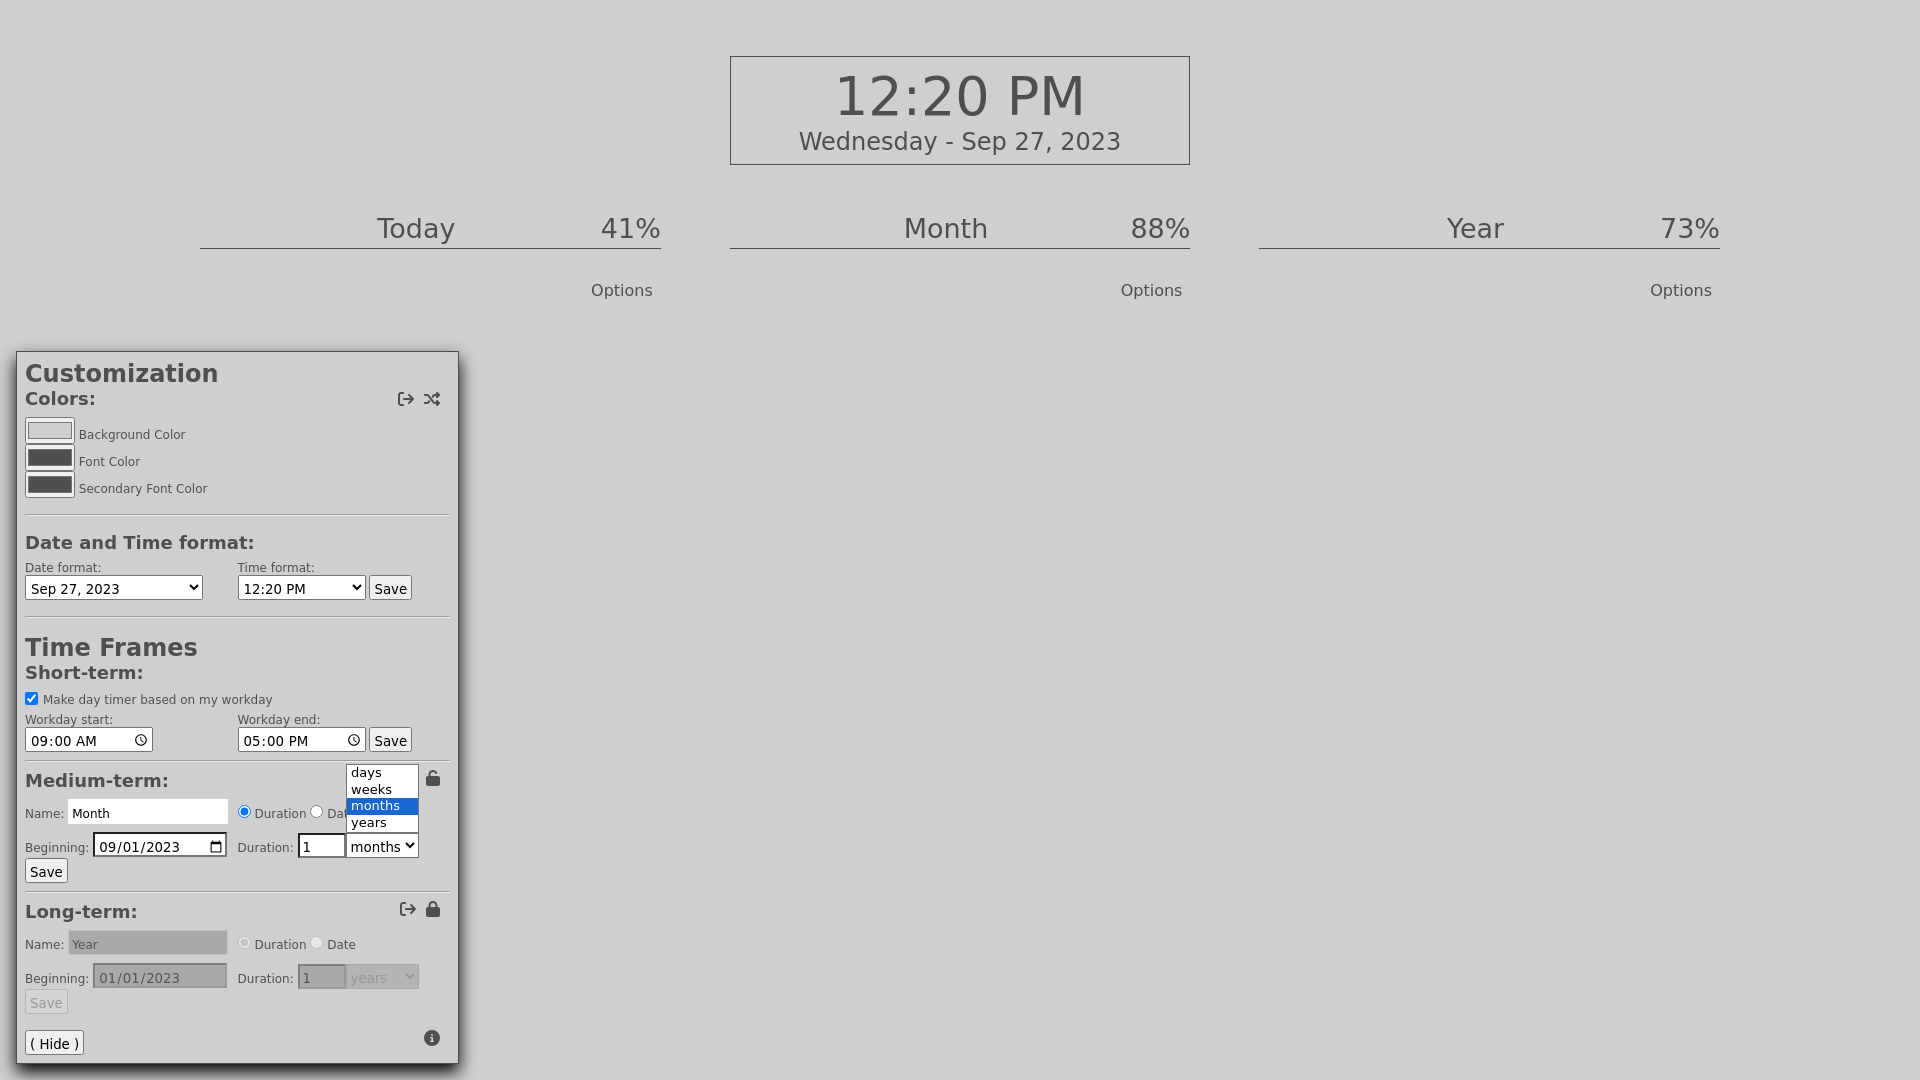 12:20 PM
Wednesday - Sep 27, 2023
Today 41%
Month 88%
Year 73%
Options
Options
Options
Customization
Colors:
Background Color
Font Color
Secondary Font Color
Date and Time format:
Date format: Time format:
Sep 27, 2023 12:20 PM Save
Time Frames
Short-term:
Make day timer based on my workday
Workday start: Workday end:
09:00 AM 05:00 PM Save
Medium-term:
days
weeks
months
years
Name: Month Duration
Beginning: 09/01/2023 Duration: 1 months
Save
Long-term:
Name: Year Duration Date
Beginning: 01/01/2023 Duration: 1 years
Save
( Hide )